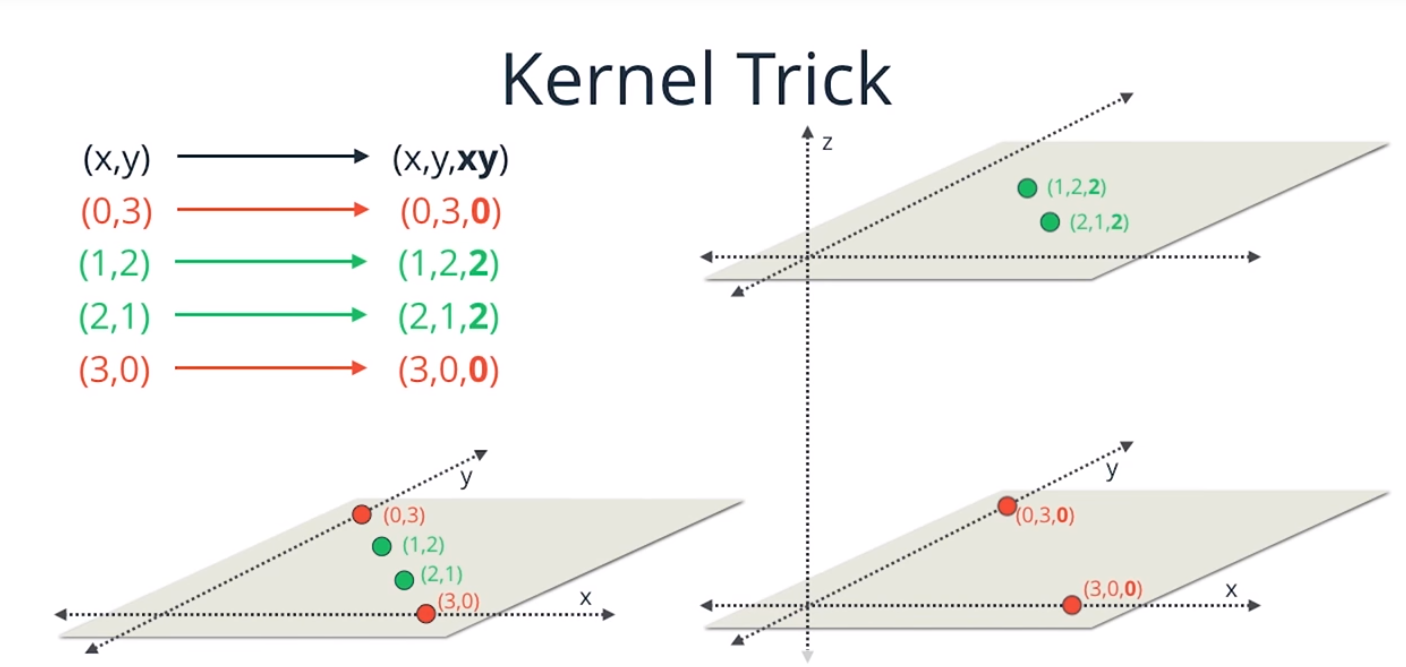 Kernel Trick
(x,y) (x,y,xy)
(0,3) (0,3,0)
(1,2) (1,2,2)
(2,1) (2,1,2)
(3,0) (3,0,0)
z
(1,2,2)
(2,1,2)
y
(0,3)
(1,2)
(2,1)
(3,0)
x
y
(0,3,0)
(3,0,0)
x